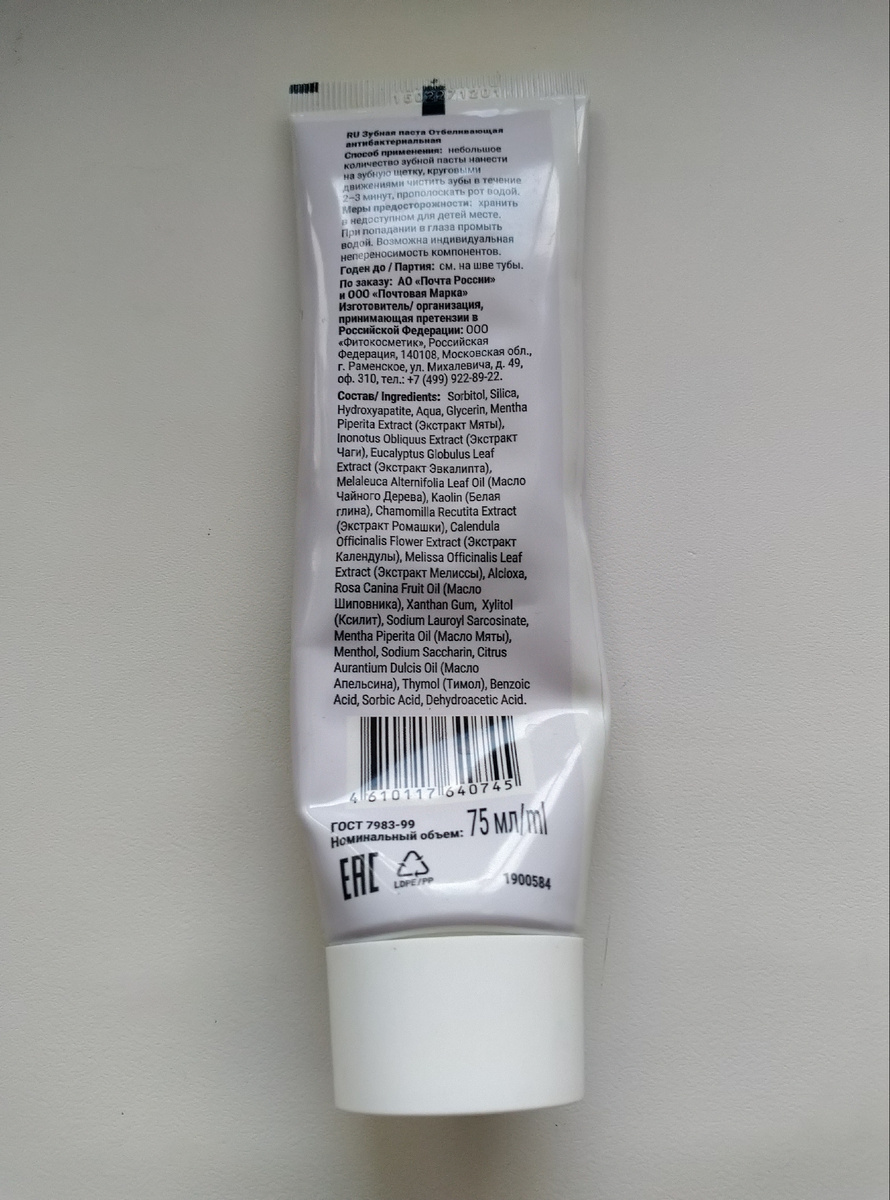 RU Зубная паста Отбеливающая
антибактериальная
Способ применения: небольшое
количество зубной пасты нанести
на зубную щетку, круговыми
движениями чистить зубы в течение
2–3 минут, прополоскать рот водой.
Меры предосторожности: хранить
в недоступном для детей месте.
При попадании в глаза промыть
водой. Возможна индивидуальная
непереносимость компонентов.
Годен до / Партия: см. на шве тубы.
По заказу: АО «Почта России»
и ООО «Почтовая Марка»
Изготовитель/ организация,
принимающая претензии в
Российской Федерации: ООО
«Фитокосметик», Российская
Федерация, 140108, Московская обл.,
г. Раменское, ул. Михалевича, д. 49,
оф. 310, тел.: +7 (499) 922-89-22.
Состав/ Ingredients: Sorbitol, Silica,
Hydroxyapatite, Aqua, Glycerin, Mentha
Piperita Extract (Экстракт Мяты),
Inonotus Obliquus Extract (Экстракт
Чаги), Eucalyptus Globulus Leaf
Extract (Экстракт Эвкалипта),
Melaleuca Alternifolia Leaf Oil (Масло
Чайного Дерева), Kaolin (Белая
глина), Chamomilla Recutita Extract
(Экстракт Ромашки), Calendula
Officinalis Flower Extract (Экстракт
Календулы), Melissa Officinalis Leaf
Extract (Экстракт Мелиссы), Alcloxa,
Rosa Canina Fruit Oil (Масло
Шиповника), Xanthan Gum, Xylitol
(Ксилит), Sodium Lauroyl Sarcosinate,
Mentha Piperita Oil (Масло Мяты),
Menthol, Sodium Saccharin, Citrus
Aurantium Dulcis Oil (Масло
Апельсина), Thymol (Тимол), Benzoic
Acid, Sorbic Acid, Dehydroacetic Acid.
4 610117 640745
ГОСТ 7983-99
Номинальный объем: 75 мл/ml
EAC
LDPE/PP
1900584